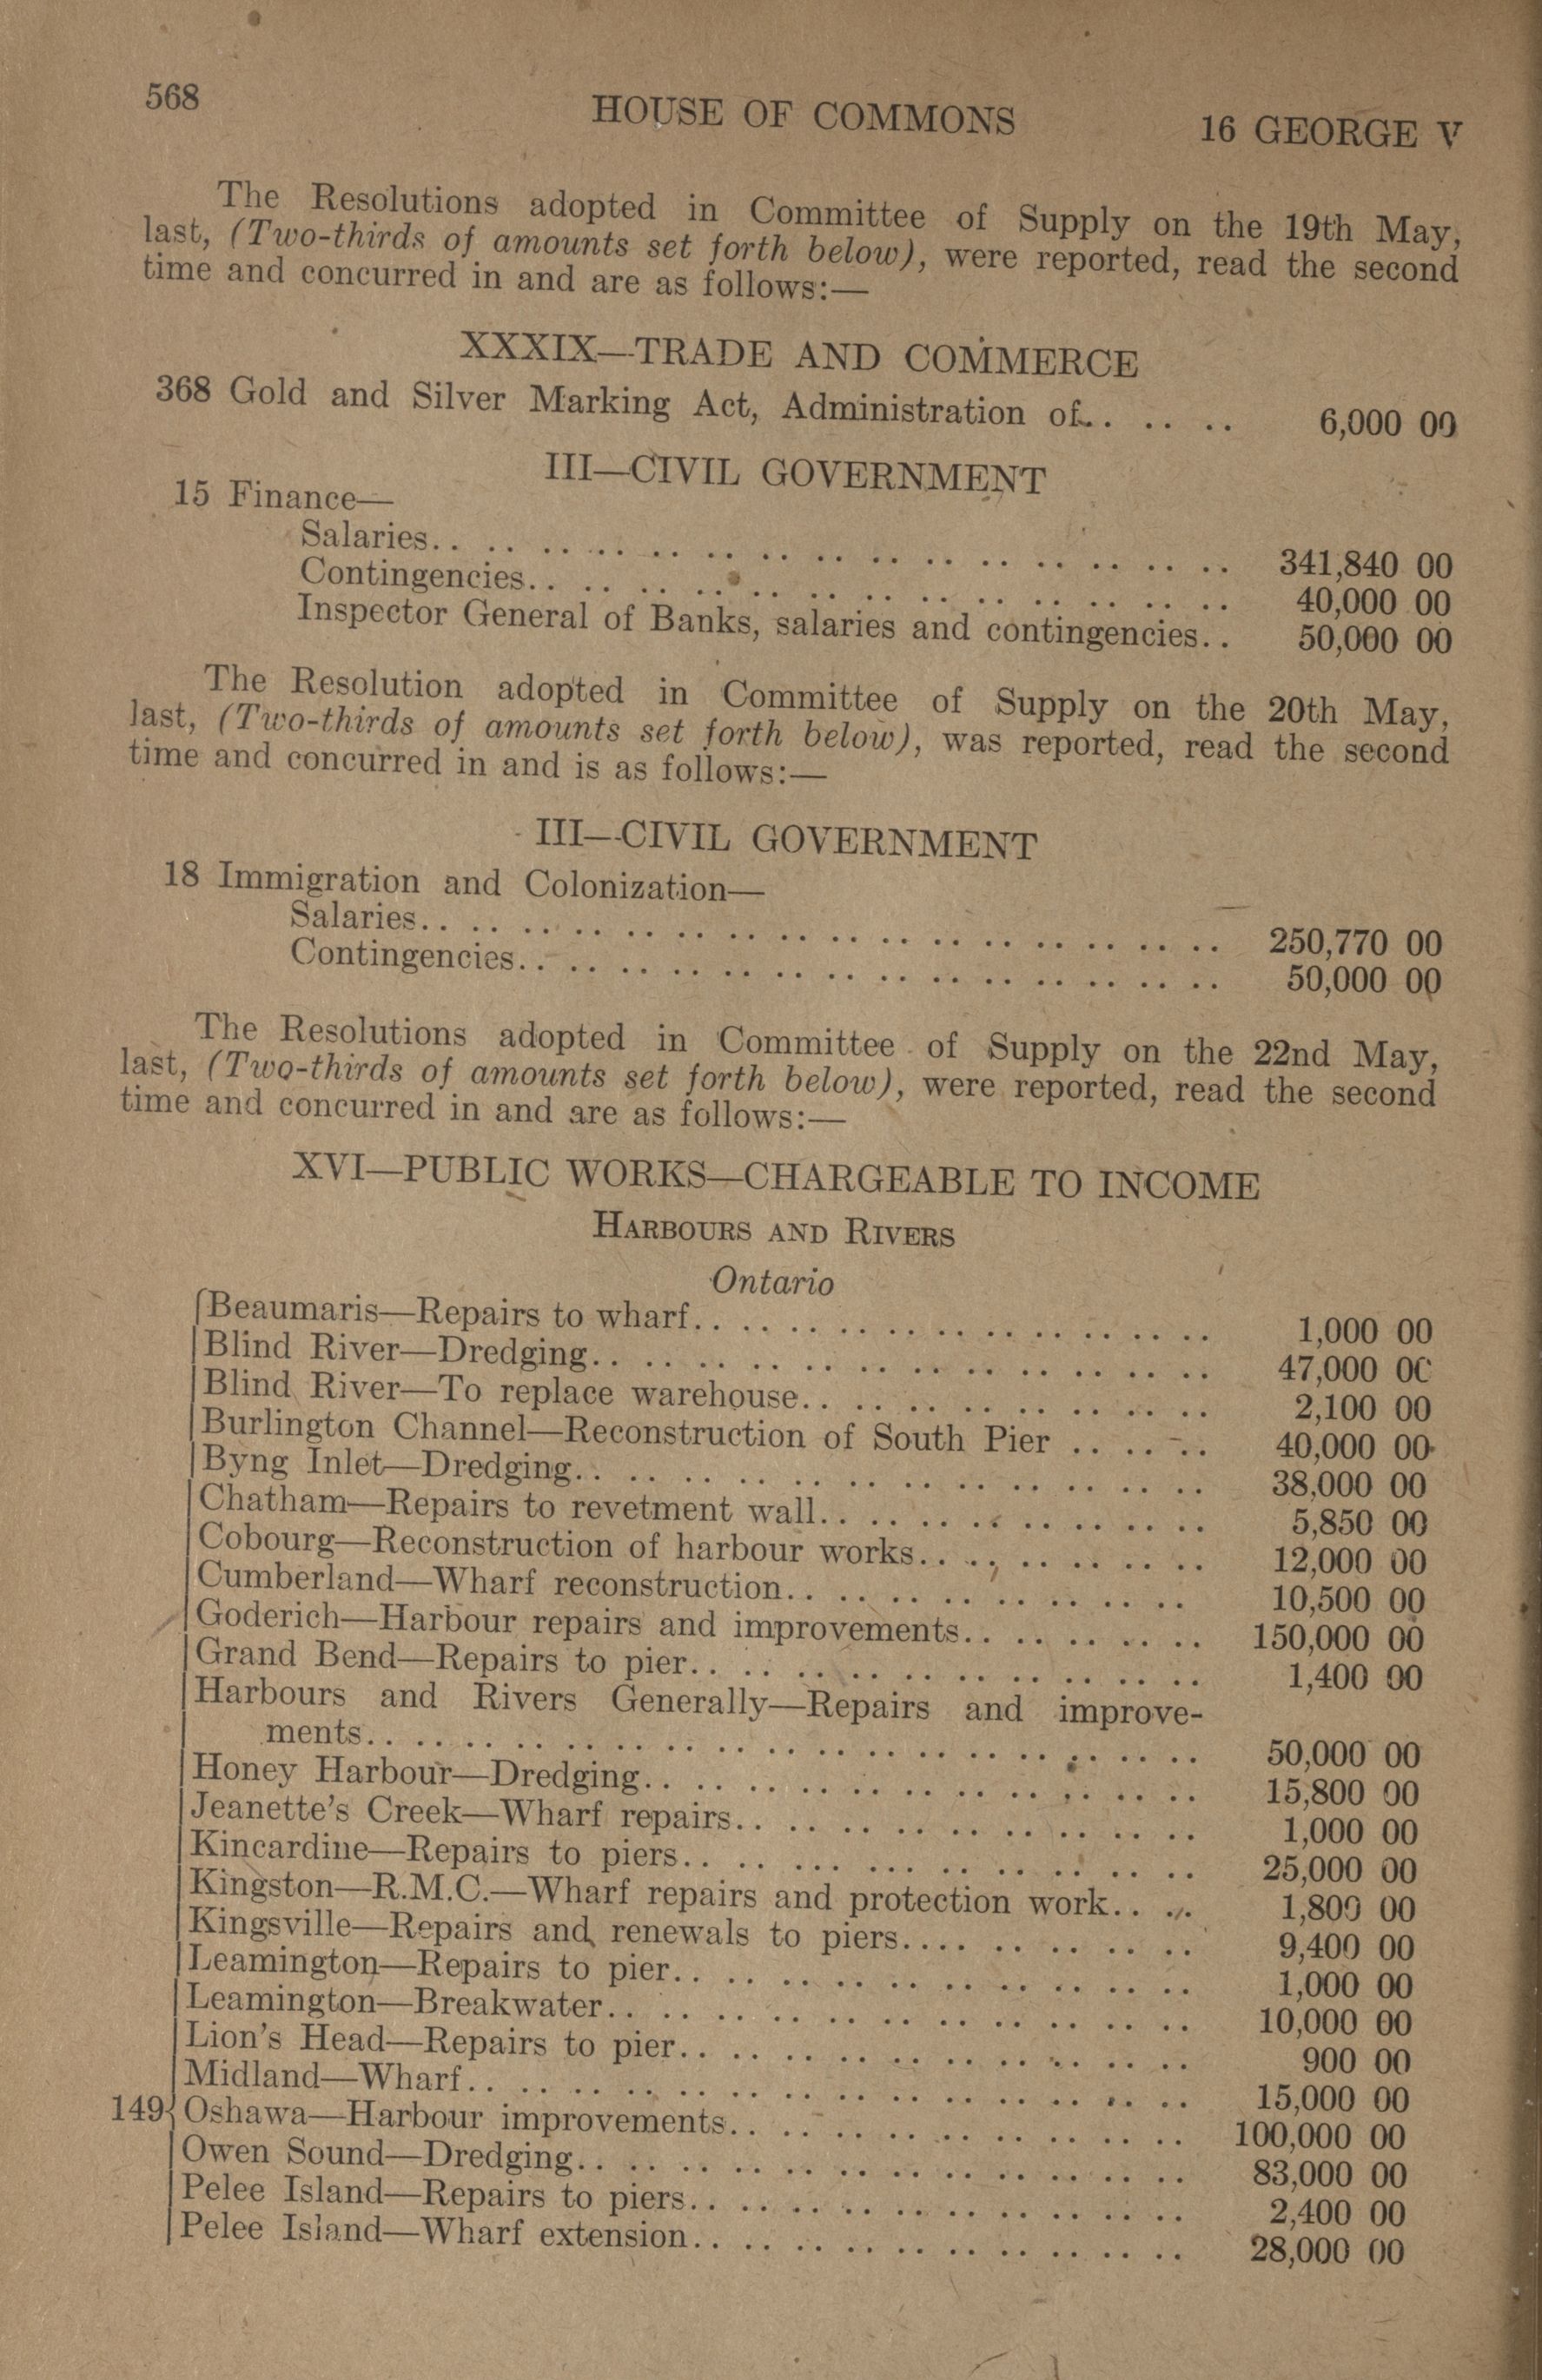 568 HOUSE OF COMMONS 16 GEORGE V
The Resolutions adopted in Committee of Supply on the 19th May,
last, (Two-thirds of amounts set forth below), were reported, read the second
time and concurred in and are as follows:—
XXXIX—TRADE AND COMMERCE
368 Gold and Silver Marking Act, Administration of.. .. .. 6,000 00
III—CIVIL GOVERNMENT
15 Finance—
Salaries.. .. .. .. .. .. .. .. .. .. .. .. .. .. .. 341,840 00
Contingencies.. .. .. .. .. .. .. .. .. .. .. .. .. 40,000 00
Inspector General of Banks, salaries and contingencies.. 50,000 00
The Resolution adopted in Committee of Supply on the 20th May,
last, (Two-thirds of amounts set forth below), was reported, read the second
time and concurred in and is as follows:—
III—CIVIL GOVERNMENT
18 Immigration and Colonization—
Salaries.. .. .. .. .. .. .. .. .. .. .. .. .. .. .. .. 250,770 00
Contingencies.. .. .. .. .. .. .. .. .. .. .. .. .. .. 50,000 00
The Resolutions adopted in Committee of Supply on the 22nd May,
last, (Two-thirds of amounts set forth below), were reported, read the second
time and concurred in and are as follows:—
XVI—PUBLIC WORKS—CHARGEABLE TO INCOME
HARBOURS AND RIVERS
Ontario
Beaumaris—Repairs to wharf.. .. .. .. .. .. .. .. .. .. .. 1,000 00
Blind River—Dredging.. .. .. .. .. .. .. .. .. .. .. .. 47,000 00
Blind River—To replace warehouse.. .. .. .. .. .. .. .. 2,100 00
Burlington Channel—Reconstruction of South Pier .. .. .. 40,000 00
Byng Inlet—Dredging.. .. .. .. .. .. .. .. .. .. .. .. 38,000 00
Chatham—Repairs to revetment wall.. .. .. .. .. .. .. .. 5,850 00
Cobourg—Reconstruction of harbour works.. .. .. .. .. .. 12,000 00
Cumberland—Wharf reconstruction.. .. .. .. .. .. .. .. 10,500 00
Goderich—Harbour repairs and improvements.. .. .. .. .. 150,000 00
Grand Bend—Repairs to pier.. .. .. .. .. .. .. .. .. .. 1,400 00
Harbours and Rivers Generally—Repairs and improve-
ments.. .. .. .. .. .. .. .. .. .. .. .. .. .. .. .. .. 50,000 00
Honey Harbour—Dredging.. .. .. .. .. .. .. .. .. .. .. 15,800 00
Jeanette's Creek—Wharf repairs.. .. .. .. .. .. .. .. .. 1,000 00
Kincardine—Repairs to piers.. .. ... ... .. .. .. .. .. 25,000 00
Kingston—R.M.C.—Wharf repairs and protection work.. .. 1,800 00
Kingsville—Repairs and renewals to piers.... .. .. .. .. 9,400 00
Leamington—Repairs to pier.. .. .. .. .. .. .. .. .. .. 1,000 00
Leamington—Breakwater.. .. .. .. .. .. .. .. .. .. .. 10,000 00
Lion's Head—Repairs to pier.. .. .. .. .. .. .. .. .. .. 900 00
Midland—Wharf.. .. .. .. .. .. .. .. .. .. .. .. .. .. 15,000 00
149 Oshawa—Harbour improvements.. .. .. .. .. .. .. .. .. 100,000 00
Owen Sound—Dredging.. .. .. .. .. .. .. .. .. .. .. .. 83,000 00
Pelee Island—Repairs to piers.. .. .. .. .. .. .. .. .. .. 2,400 00
Pelee Island—Wharf extension.. .. .. .. .. .. .. .. .. .. 28,000 00